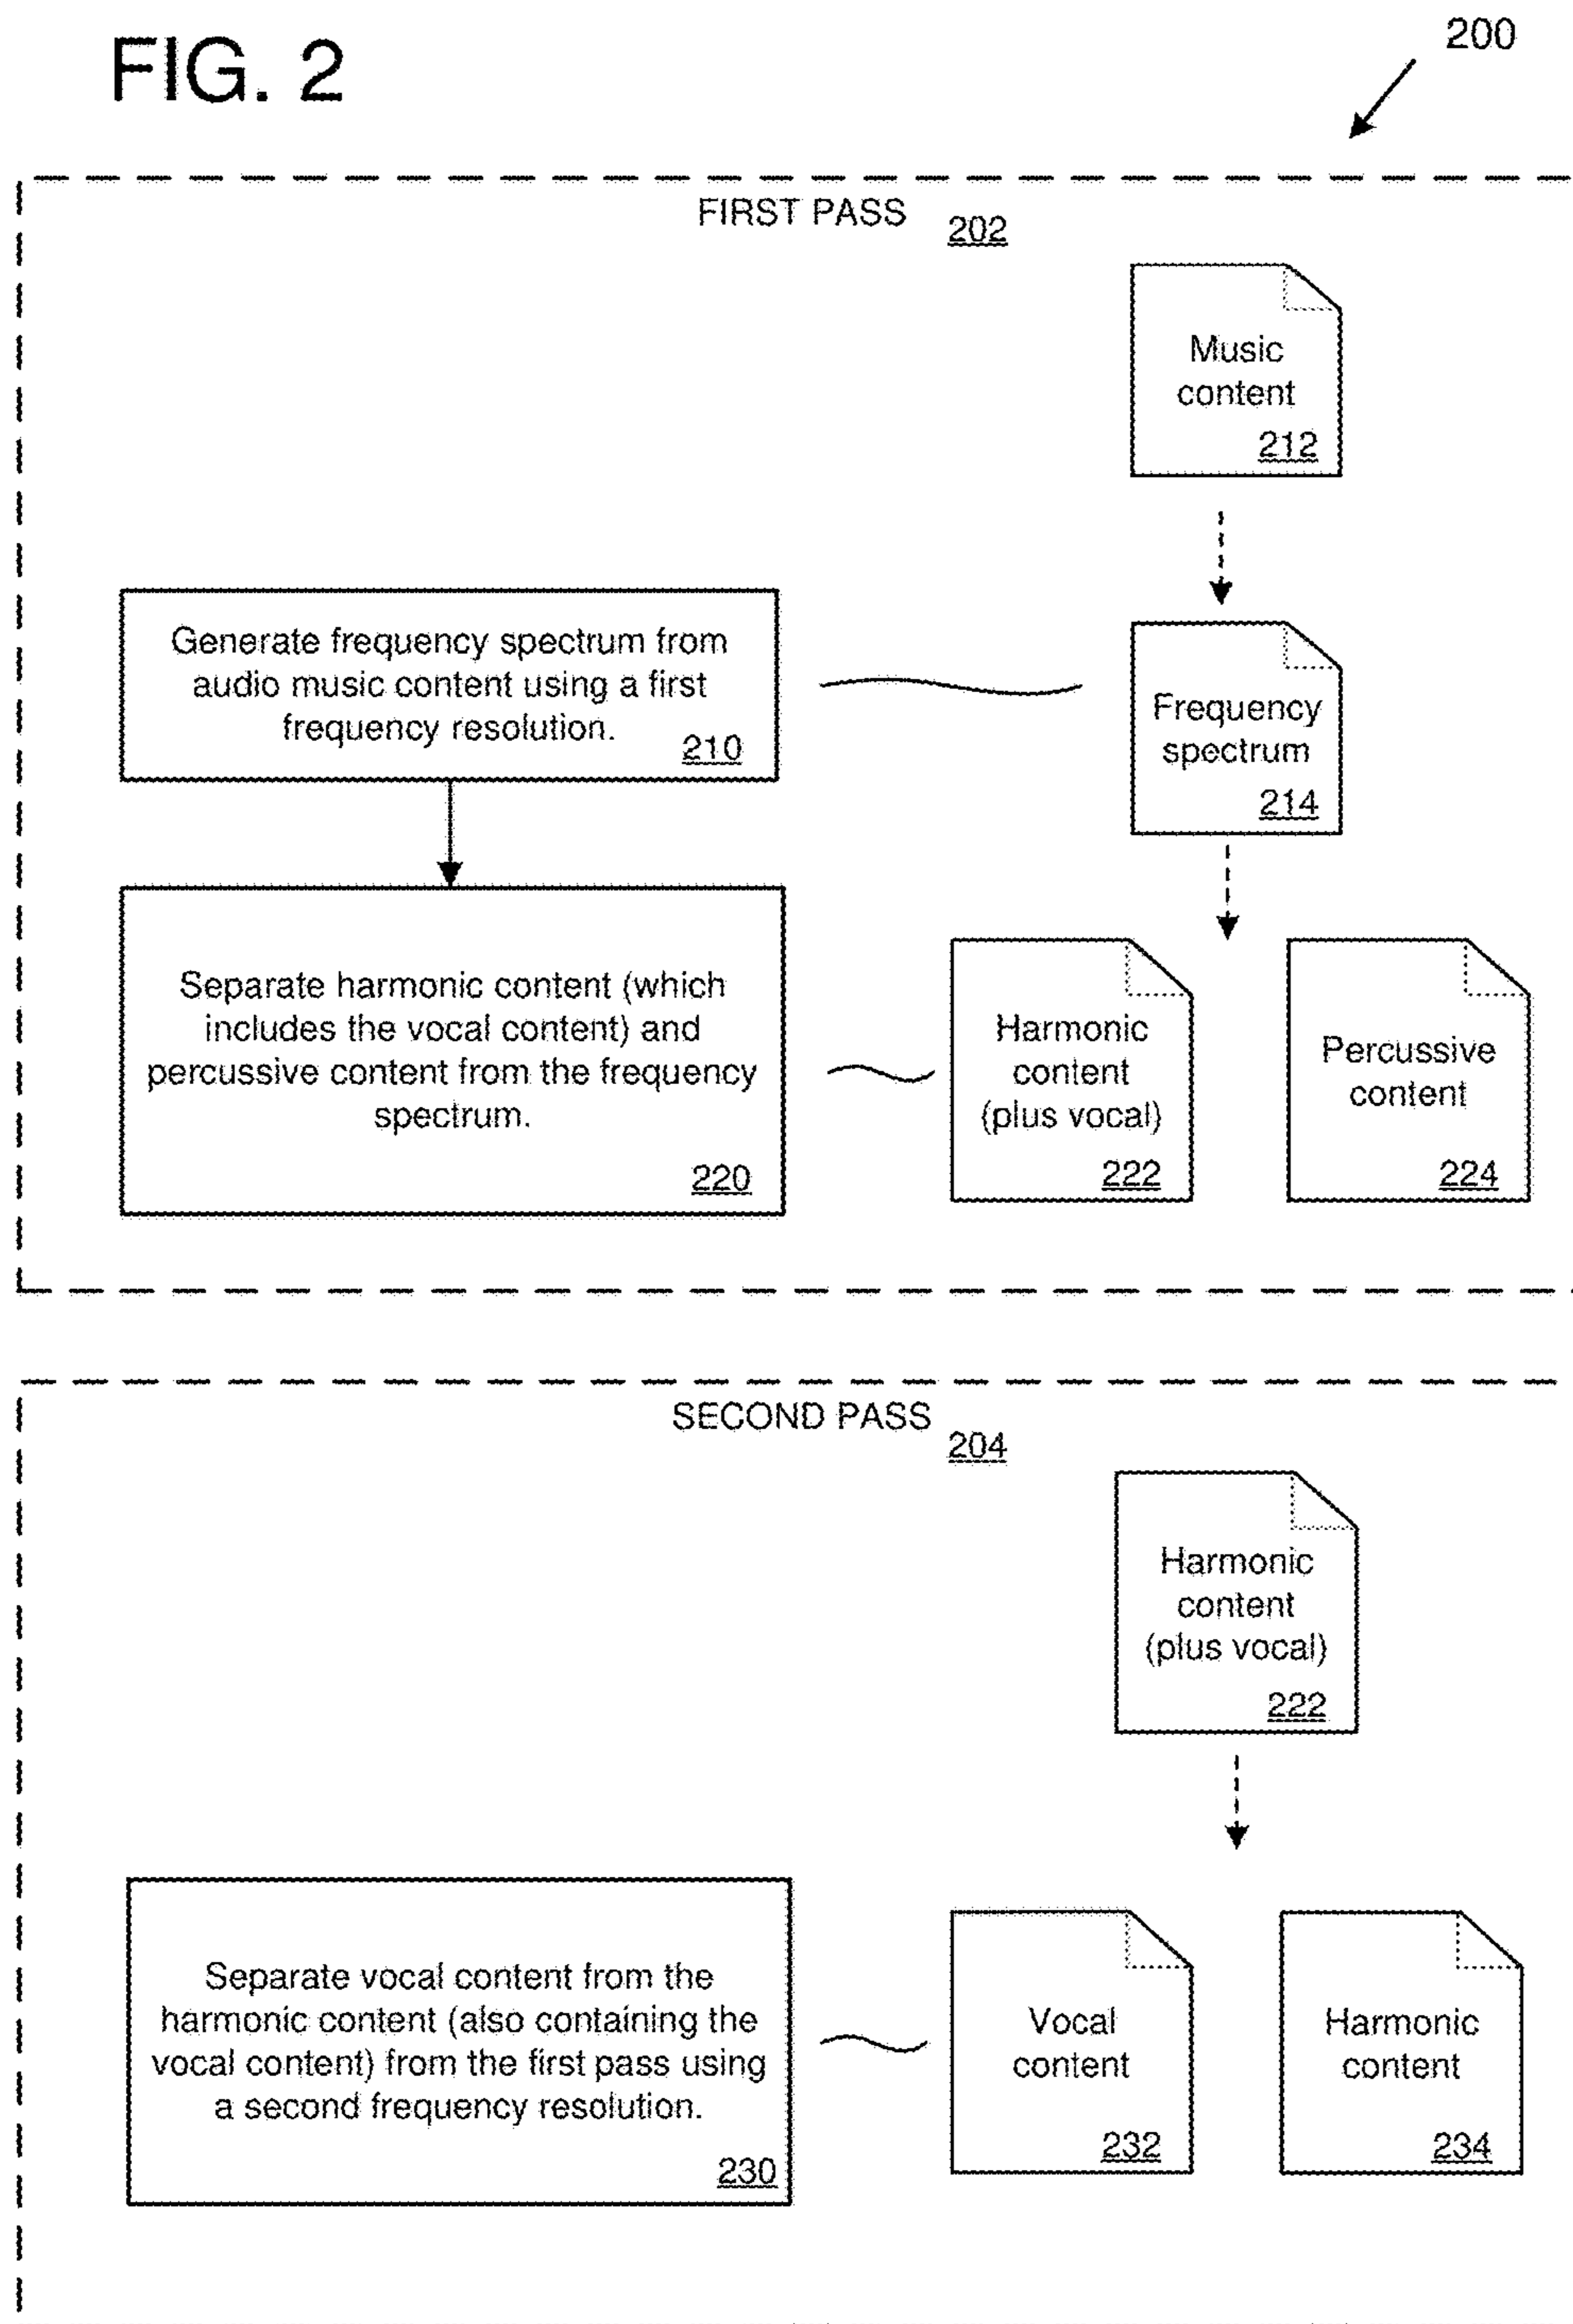 FIG. 2
200
FIRST PASS 202
Music
content
212
Generate frequency spectrum from
audio music content using a first
frequency resolution.
210
Frequency
spectrum
214
Separate harmonic content (which
includes the vocal content) and
percussive content from the frequency
spectrum.
220
Harmonic
content
(plus vocal)
222
Percussive
content
224
SECOND PASS 204
Harmonic
content
(plus vocal)
222
Separate vocal content from the
harmonic content (also containing the
vocal content) from the first pass using
a second frequency resolution.
230
Vocal
content
232
Harmonic
content
234